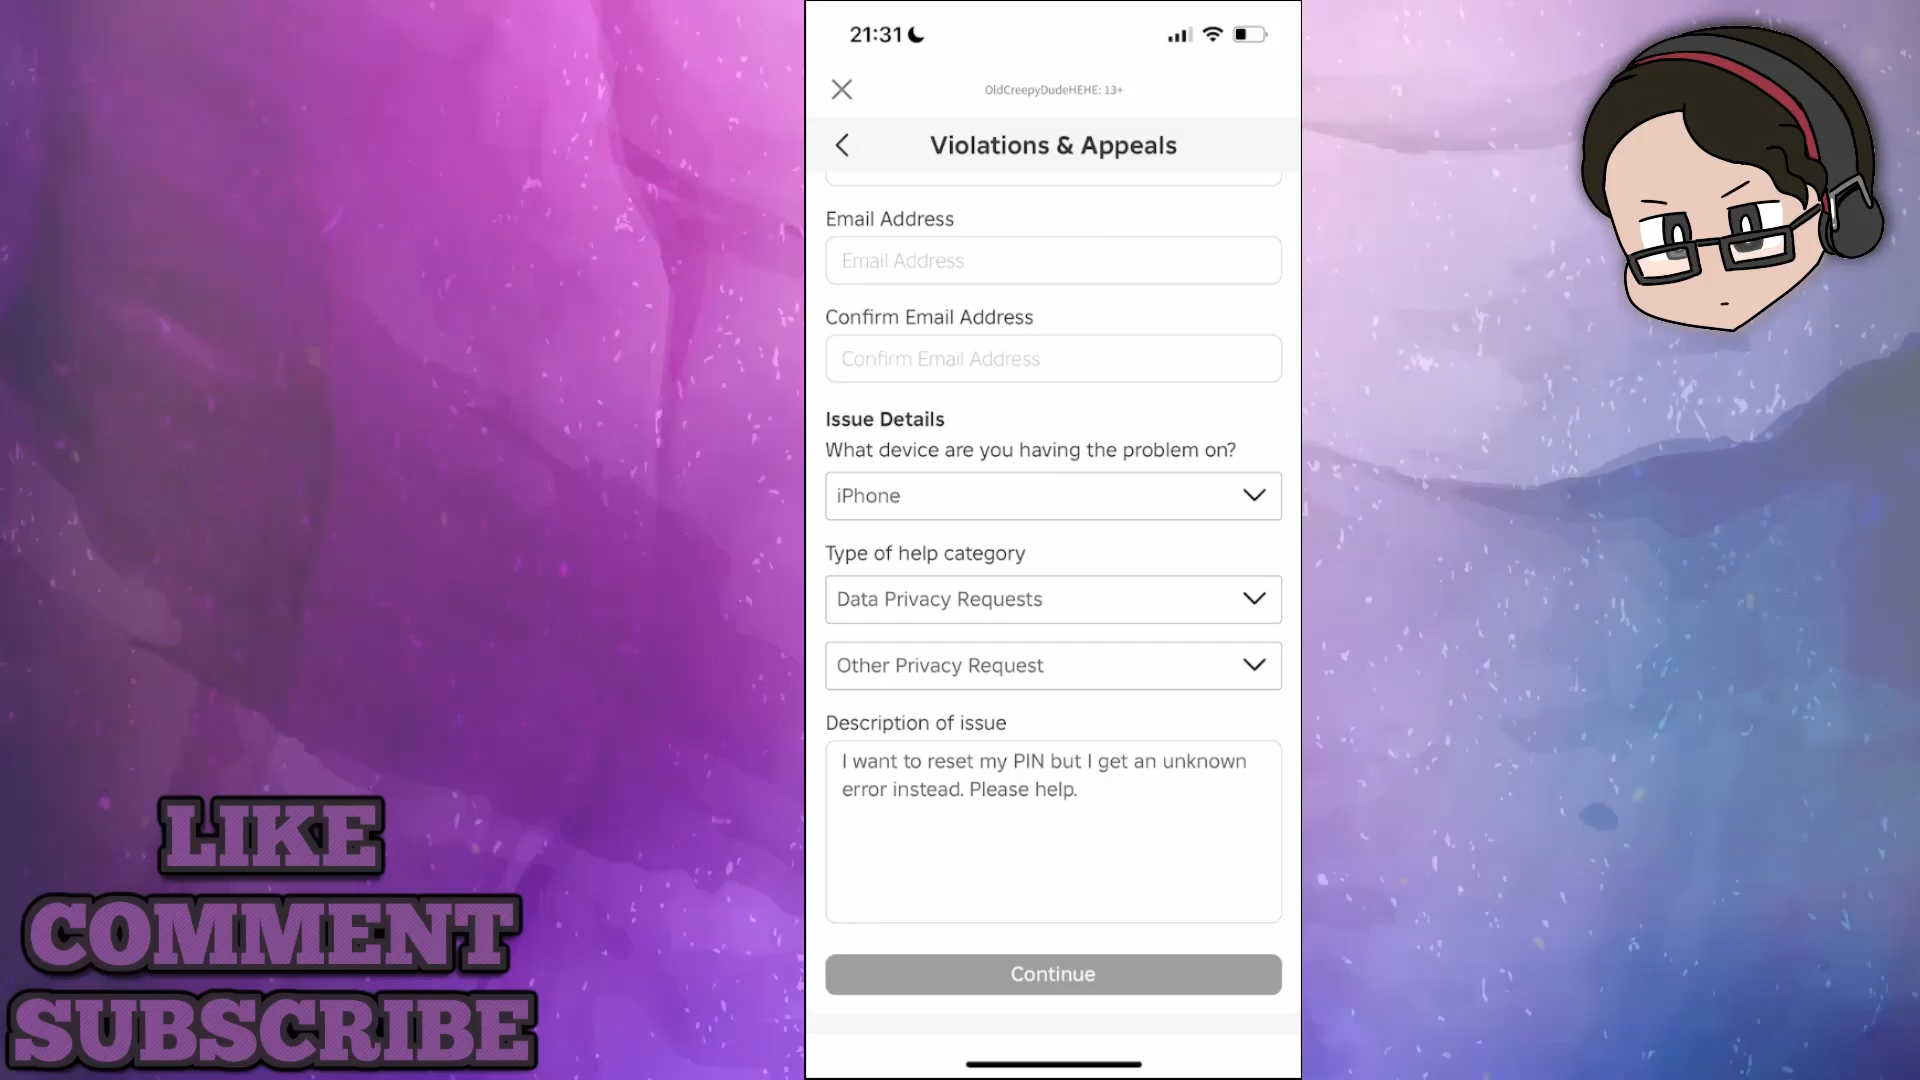 21:31
OldCreepyDudeHEHE: 13+
Violations & Appeals
Email Address
Email Address
Confirm Email Address
Confirm Email Address
Issue Details
What device are you having the problem on?
iPhone
Type of help category
Data Privacy Requests
Other Privacy Request
Description of issue
I want to reset my PIN but I get an unknown
error instead. Please help.
Continue
LIKE
COMMENT
SUBSCRIBE